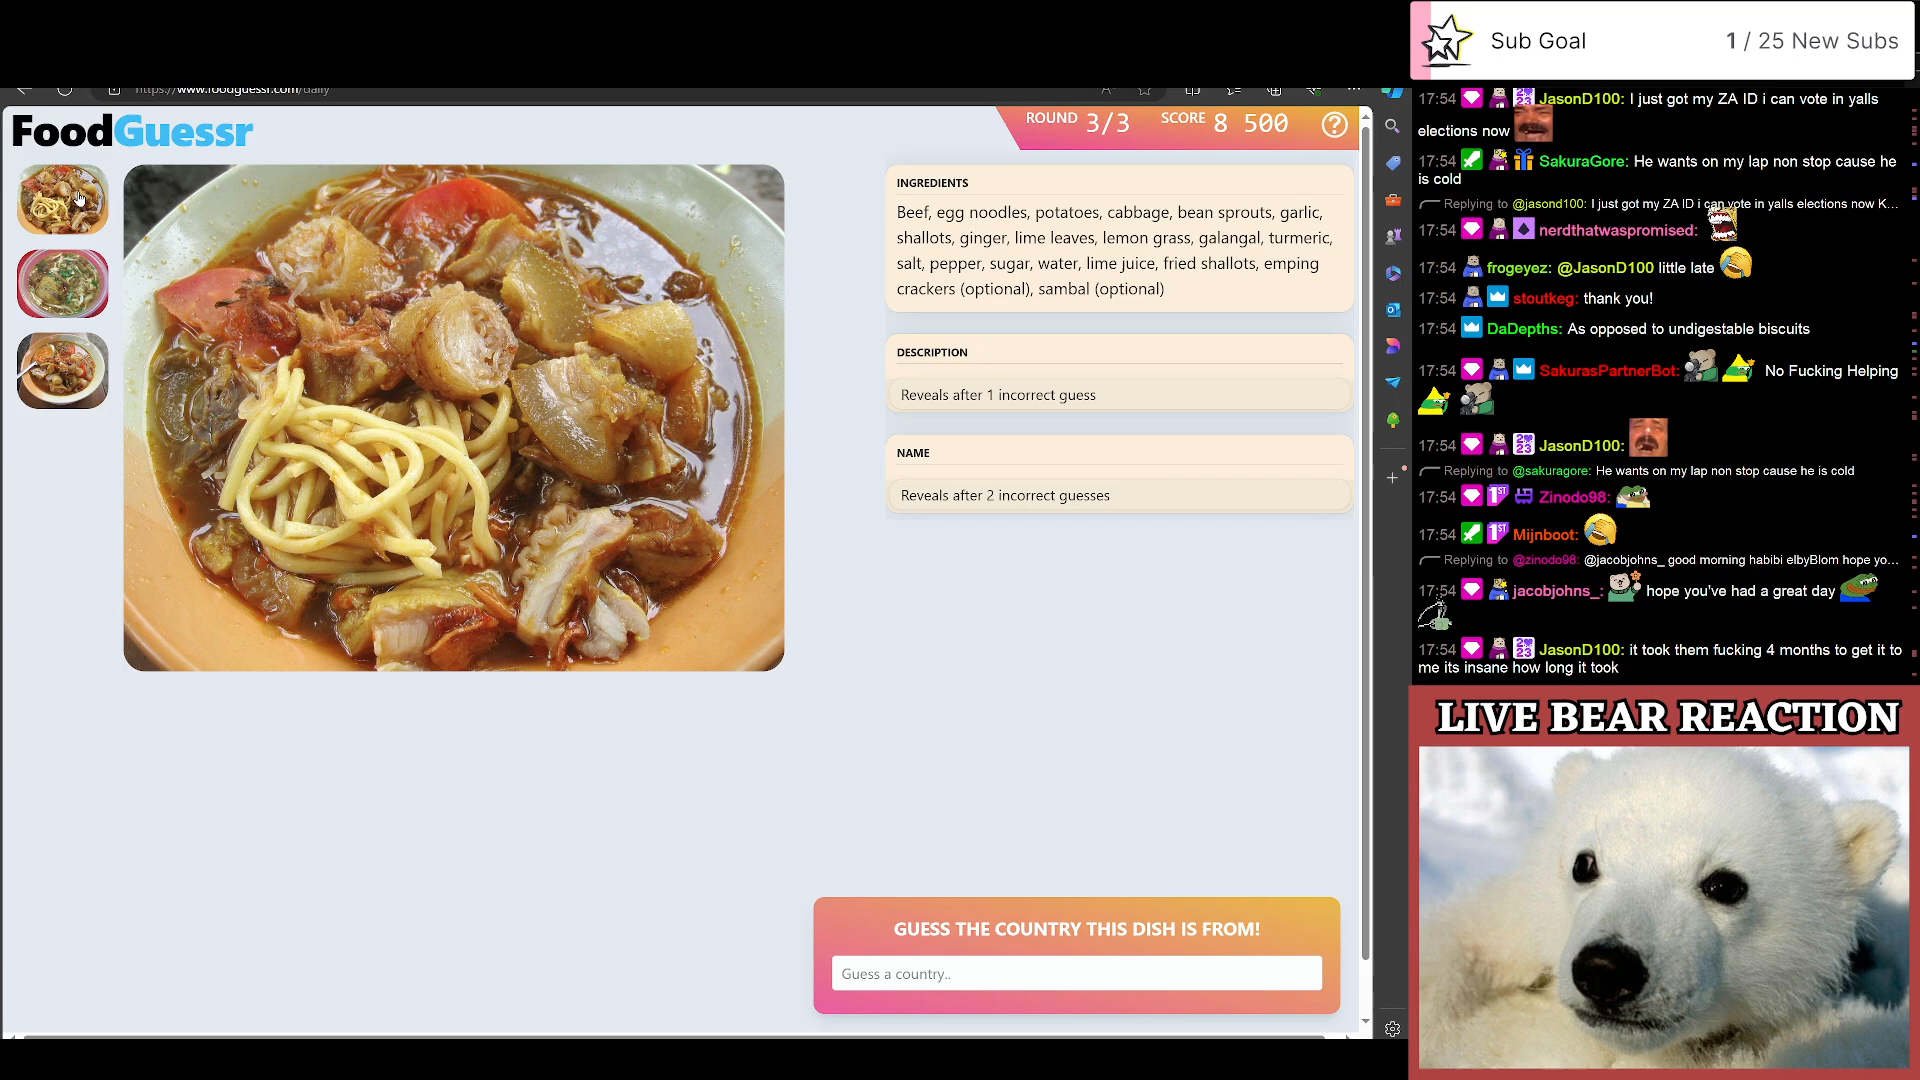 Sub Goal 1 / 25 New Subs
https://www.foodguessr.com/daily
FoodGuessr
ROUND 3/3 SCORE 8 500
INGREDIENTS
Beef, egg noodles, potatoes, cabbage, bean sprouts, garlic,
shallots, ginger, lime leaves, lemon grass, galangal, turmeric,
salt, pepper, sugar, water, lime juice, fried shallots, emping
crackers (optional), sambal (optional)
DESCRIPTION
Reveals after 1 incorrect guess
NAME
Reveals after 2 incorrect guesses
GUESS THE COUNTRY THIS DISH IS FROM!
Guess a country..
17:54 JasonD100: I just got my ZA ID i can vote in yalls
elections now
17:54 SakuraGore: He wants on my lap non stop cause he
is cold
Replying to @jasond100: I just got my ZA ID i can vote in yalls elections now K...
17:54 nerdthatwaspromised:
17:54 frogeyez: @JasonD100 little late
17:54 stoutkeg: thank you!
17:54 DaDepths: As opposed to undigestable biscuits
17:54 SakurasPartnerBot: No Fucking Helping
17:54 JasonD100:
Replying to @sakuragore: He wants on my lap non stop cause he is cold
17:54 Zinodo98:
17:54 Mijnboot:
Replying to @zinodo98: @jacobjohns_ good morning habibi elbyBlom hope yo...
17:54 jacobjohns_: hope you've had a great day
17:54 JasonD100: it took them fucking 4 months to get it to
me its insane how long it took
LIVE BEAR REACTION